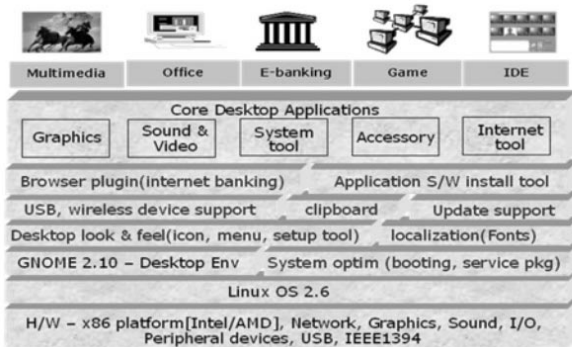 Multimedia Office E-banking Game IDE
Core Desktop Applications
Graphics Sound & Video System tool Accessory Internet tool
Browser plugin(internet banking) Application S/W install tool
USB, wireless device support clipboard Update support
Desktop look & feel(icon, menu, setup tool) localization(Fonts)
GNOME 2.10 – Desktop Env System optim (booting, service pkg)
Linux OS 2.6
H/W – x86 platform[Intel/AMD], Network, Graphics, Sound, I/O,
Peripheral devices, USB, IEEE1394